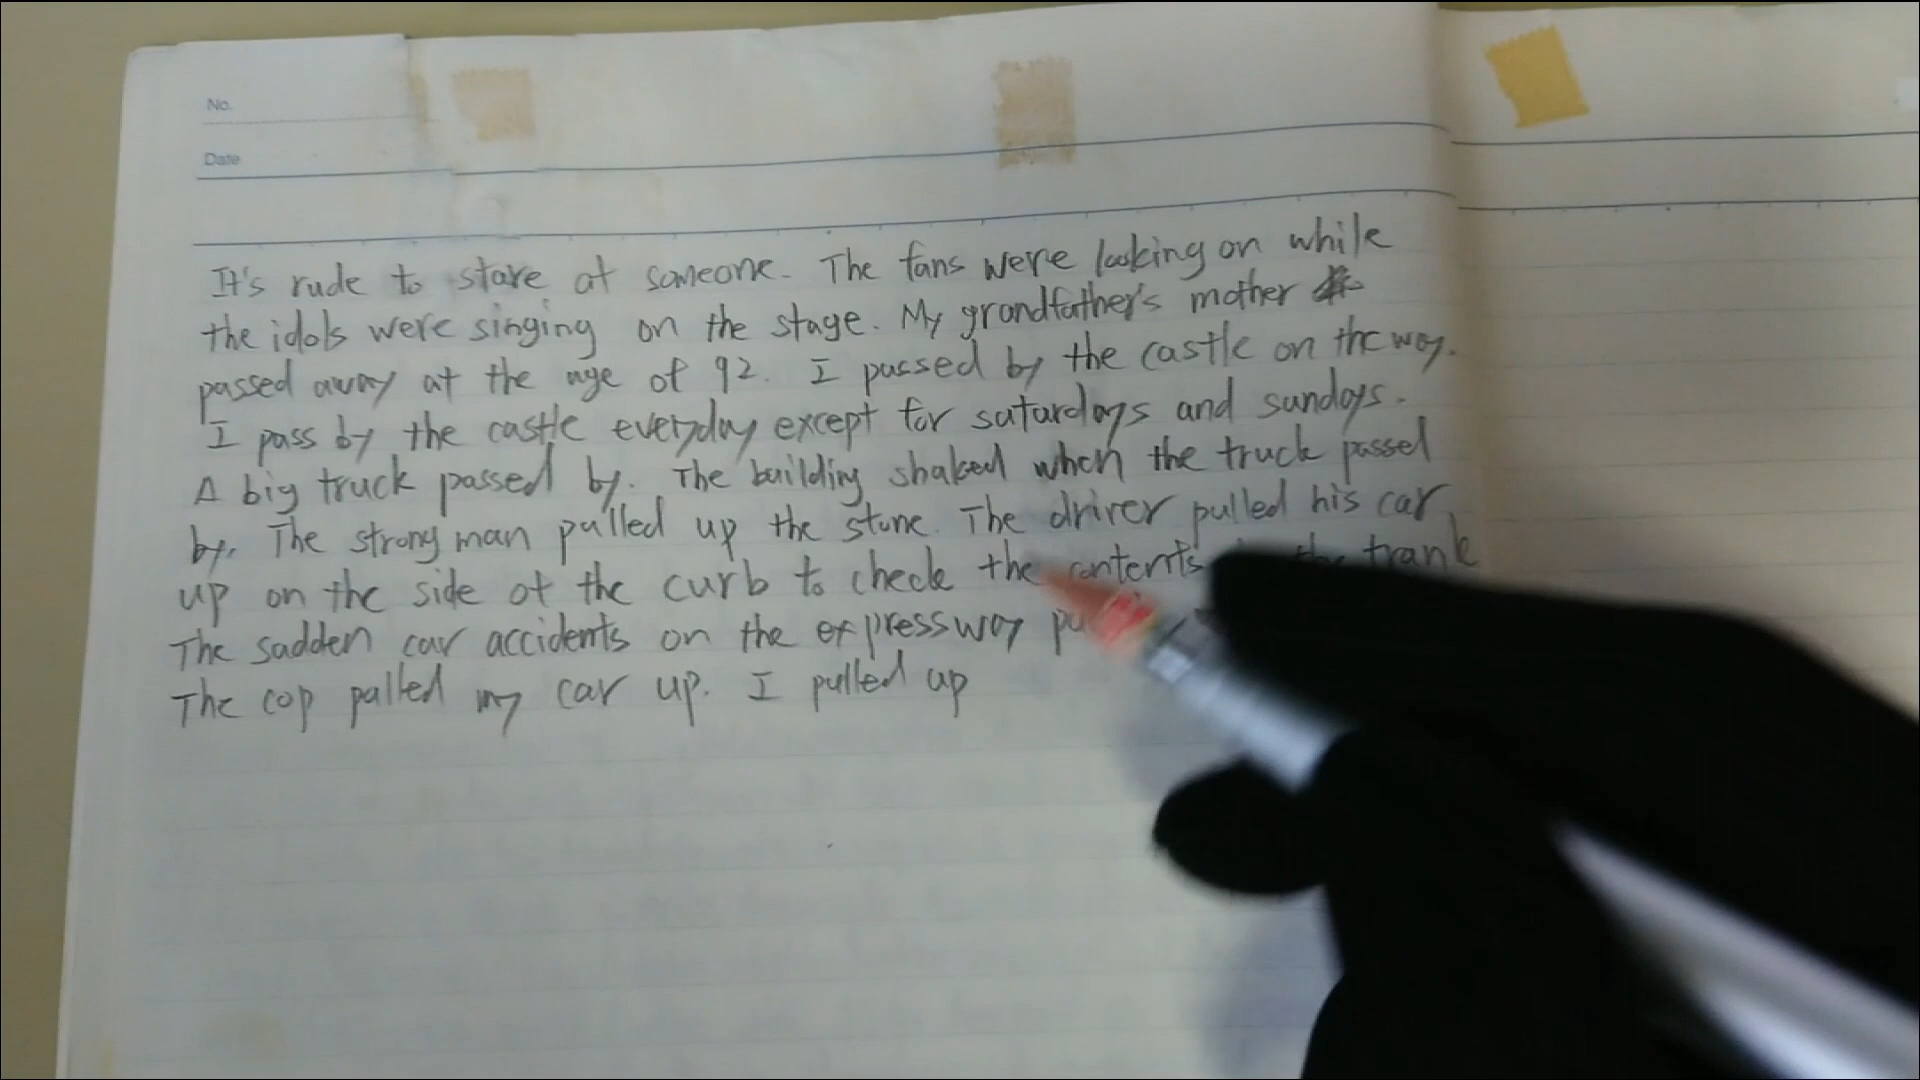 No.
Date
It's rude to stare at someone. The fans were looking on while
the idols were singing on the stage. My grandfather's mother
passed away at the age of 92. I passed by the castle on the way.
I pass by the castle everyday except for saturdays and sundays.
A big truck passed by. The building shaked when the truck passed
by. The strong man pulled up the stone. The driver pulled his car
up on the side of the curb to check the contents the trank
The sadden car accidents on the expressway
The cop pulled my car up. I pulled up